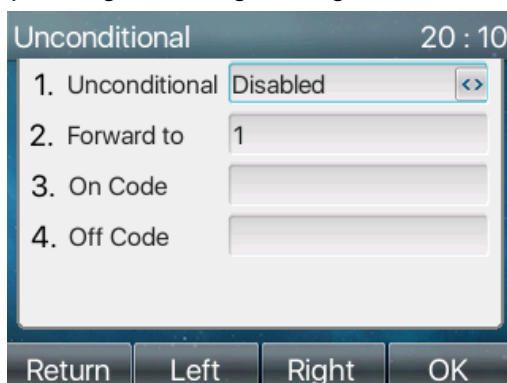 Unconditional 20 : 10
1. Unconditional Disabled <>
2. Forward to 1
3. On Code
4. Off Code
Return Left Right OK